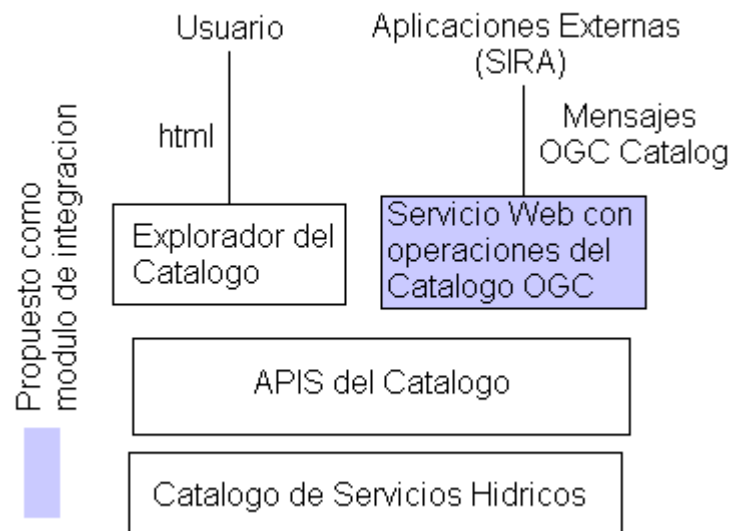 Usuario
Aplicaciones Externas
(SIRA)
html
Mensajes
OGC Catalog
Explorador del
Catalogo
Servicio Web con
operaciones del
Catalogo OGC
APIS del Catalogo
Catalogo de Servicios Hidricos
Propuesto como
modulo de integracion